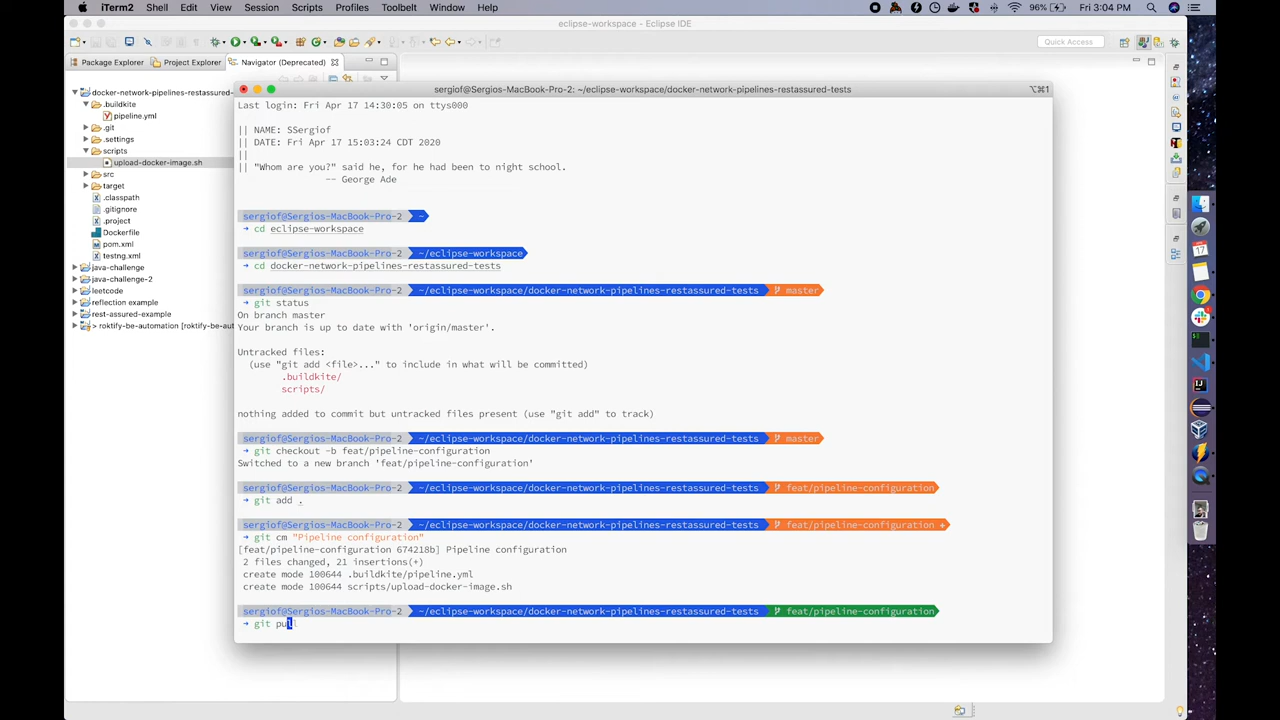 iTerm2 Shell Edit View Session Scripts Profiles Toolbelt Window Help 96% Fri 3:04 PM
eclipse-workspace - Eclipse IDE
Quick Access
Package Explorer Project Explorer Navigator (Deprecated)
docker-network-pipelines-restassured-
.buildkite
pipeline.yml
.git
.settings
scripts
upload-docker-image.sh
src
target
.classpath
.gitignore
.project
Dockerfile
pom.xml
testng.xml
java-challenge
java-challenge-2
leetcode
reflection example
rest-assured-example
> roktify-be-automation [roktify-be-aut
sergiof@Sergios-MacBook-Pro-2: ~/eclipse-workspace/docker-network-pipelines-restassured-tests ⌥⌘1
Last login: Fri Apr 17 14:30:05 on ttys000
|| NAME: SSergiof
|| DATE: Fri Apr 17 15:03:24 CDT 2020
||
|| "Whom are you?" said he, for he had been to night school.
|| -- George Ade
sergiof@Sergios-MacBook-Pro-2 ~
➜ cd eclipse-workspace
sergiof@Sergios-MacBook-Pro-2 ~/eclipse-workspace
➜ cd docker-network-pipelines-restassured-tests
sergiof@Sergios-MacBook-Pro-2 ~/eclipse-workspace/docker-network-pipelines-restassured-tests master
➜ git status
On branch master
Your branch is up to date with 'origin/master'.
Untracked files:
(use "git add <file>..." to include in what will be committed)
.buildkite/
scripts/
nothing added to commit but untracked files present (use "git add" to track)
sergiof@Sergios-MacBook-Pro-2 ~/eclipse-workspace/docker-network-pipelines-restassured-tests master
➜ git checkout -b feat/pipeline-configuration
Switched to a new branch 'feat/pipeline-configuration'
sergiof@Sergios-MacBook-Pro-2 ~/eclipse-workspace/docker-network-pipelines-restassured-tests feat/pipeline-configuration
➜ git add .
sergiof@Sergios-MacBook-Pro-2 ~/eclipse-workspace/docker-network-pipelines-restassured-tests feat/pipeline-configuration +
➜ git cm "Pipeline configuration"
[feat/pipeline-configuration 674218b] Pipeline configuration
2 files changed, 21 insertions(+)
create mode 100644 .buildkite/pipeline.yml
create mode 100644 scripts/upload-docker-image.sh
sergiof@Sergios-MacBook-Pro-2 ~/eclipse-workspace/docker-network-pipelines-restassured-tests feat/pipeline-configuration
➜ git pull